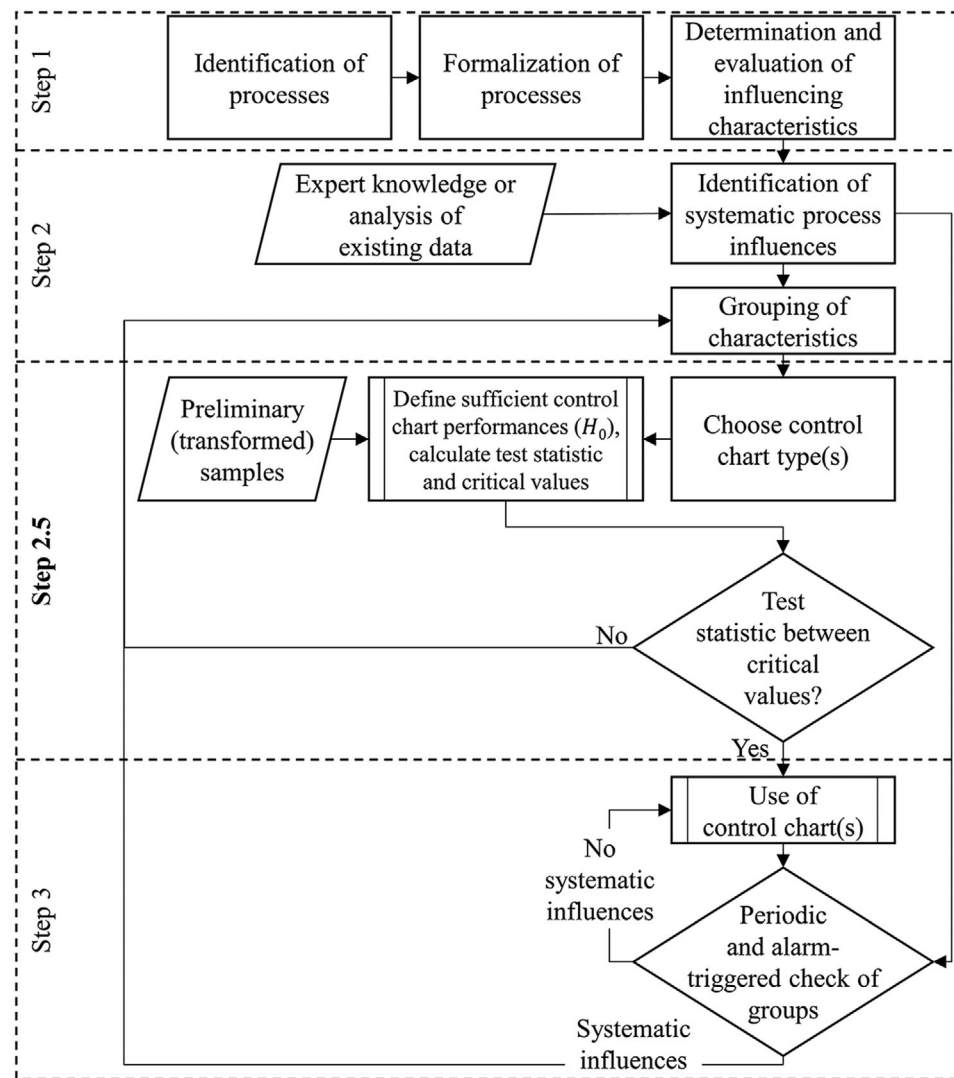 Step 1
Identification of
processes
Formalization of
processes
Determination and
evaluation of
influencing
characteristics
Step 2
Expert knowledge or
analysis of
existing data
Identification of
systematic process
influences
Grouping of
characteristics
Step 2.5
Preliminary
(transformed)
samples
Define sufficient control
chart performances (H₀),
calculate test statistic
and critical values
Choose control
chart type(s)
Test
statistic between
critical
values?
No
Yes
Step 3
Use of
control chart(s)
No
systematic
influences
Periodic
and alarm-
triggered check of
groups
Systematic
influences